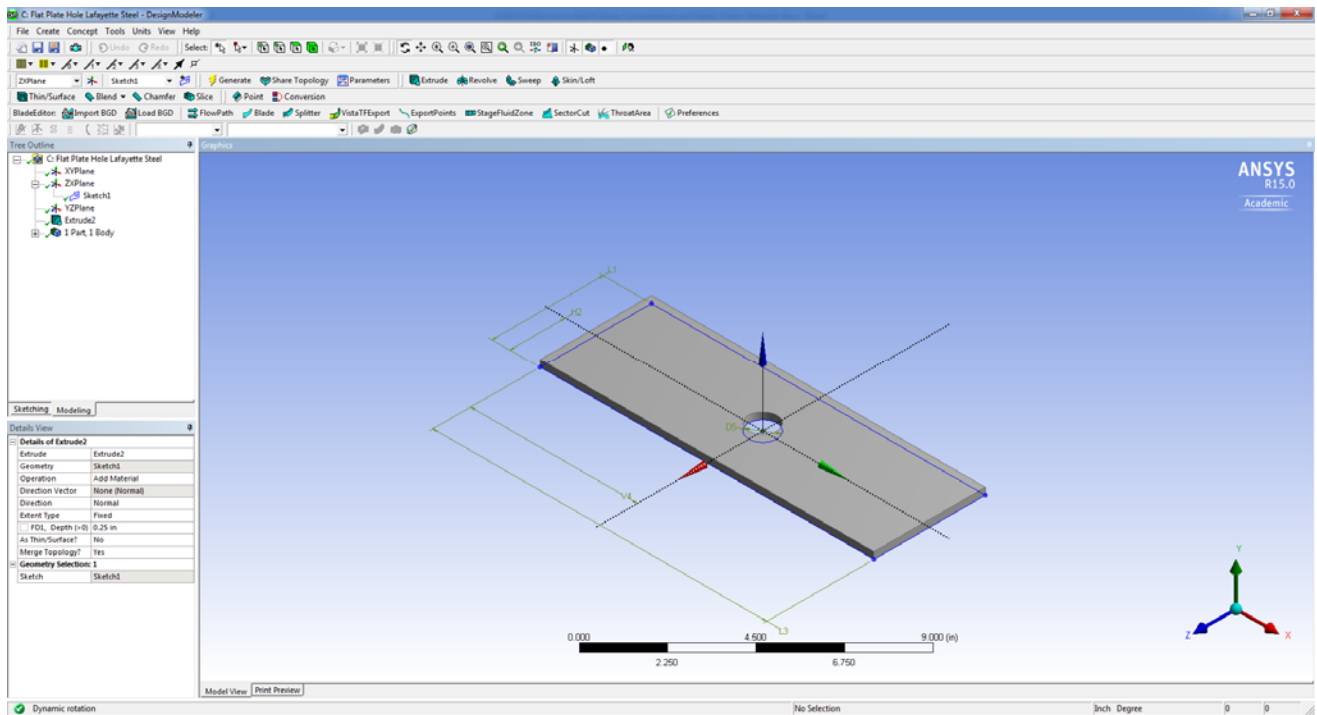 C: Flat Plate Hole Lafayette Steel - DesignModeler
File Create Concept Tools Units View Help
Undo Redo Select:
ZXPlane Sketch1 Generate Share Topology Parameters Extrude Revolve Sweep Skin/Loft
Thin/Surface Blend Chamfer Slice Point Conversion
BladeEditor: Import BGD Load BGD FlowPath Blade Splitter VistaTFExport ExportPoints StageFluidZone SectorCut ThroatArea Preferences
Tree Outline
C: Flat Plate Hole Lafayette Steel
XYPlane
ZXPlane
Sketch1
YZPlane
Extrude2
1 Part, 1 Body
Sketching Modeling
Details View
Details of Extrude2
Extrude Extrude2
Geometry Sketch1
Operation Add Material
Direction Vector None (Normal)
Direction Normal
Extent Type Fixed
FD1, Depth (>0) 0.25 in
As Thin/Surface? No
Merge Topology? Yes
Geometry Selection: 1
Sketch Sketch1
Graphics
ANSYS
R15.0
Academic
L1
H2
D5
V4
L3
0.000 4.500 9.000 (in)
2.250 6.750
Y
Z X
Model View Print Preview
Dynamic rotation No Selection Inch Degree 0 0